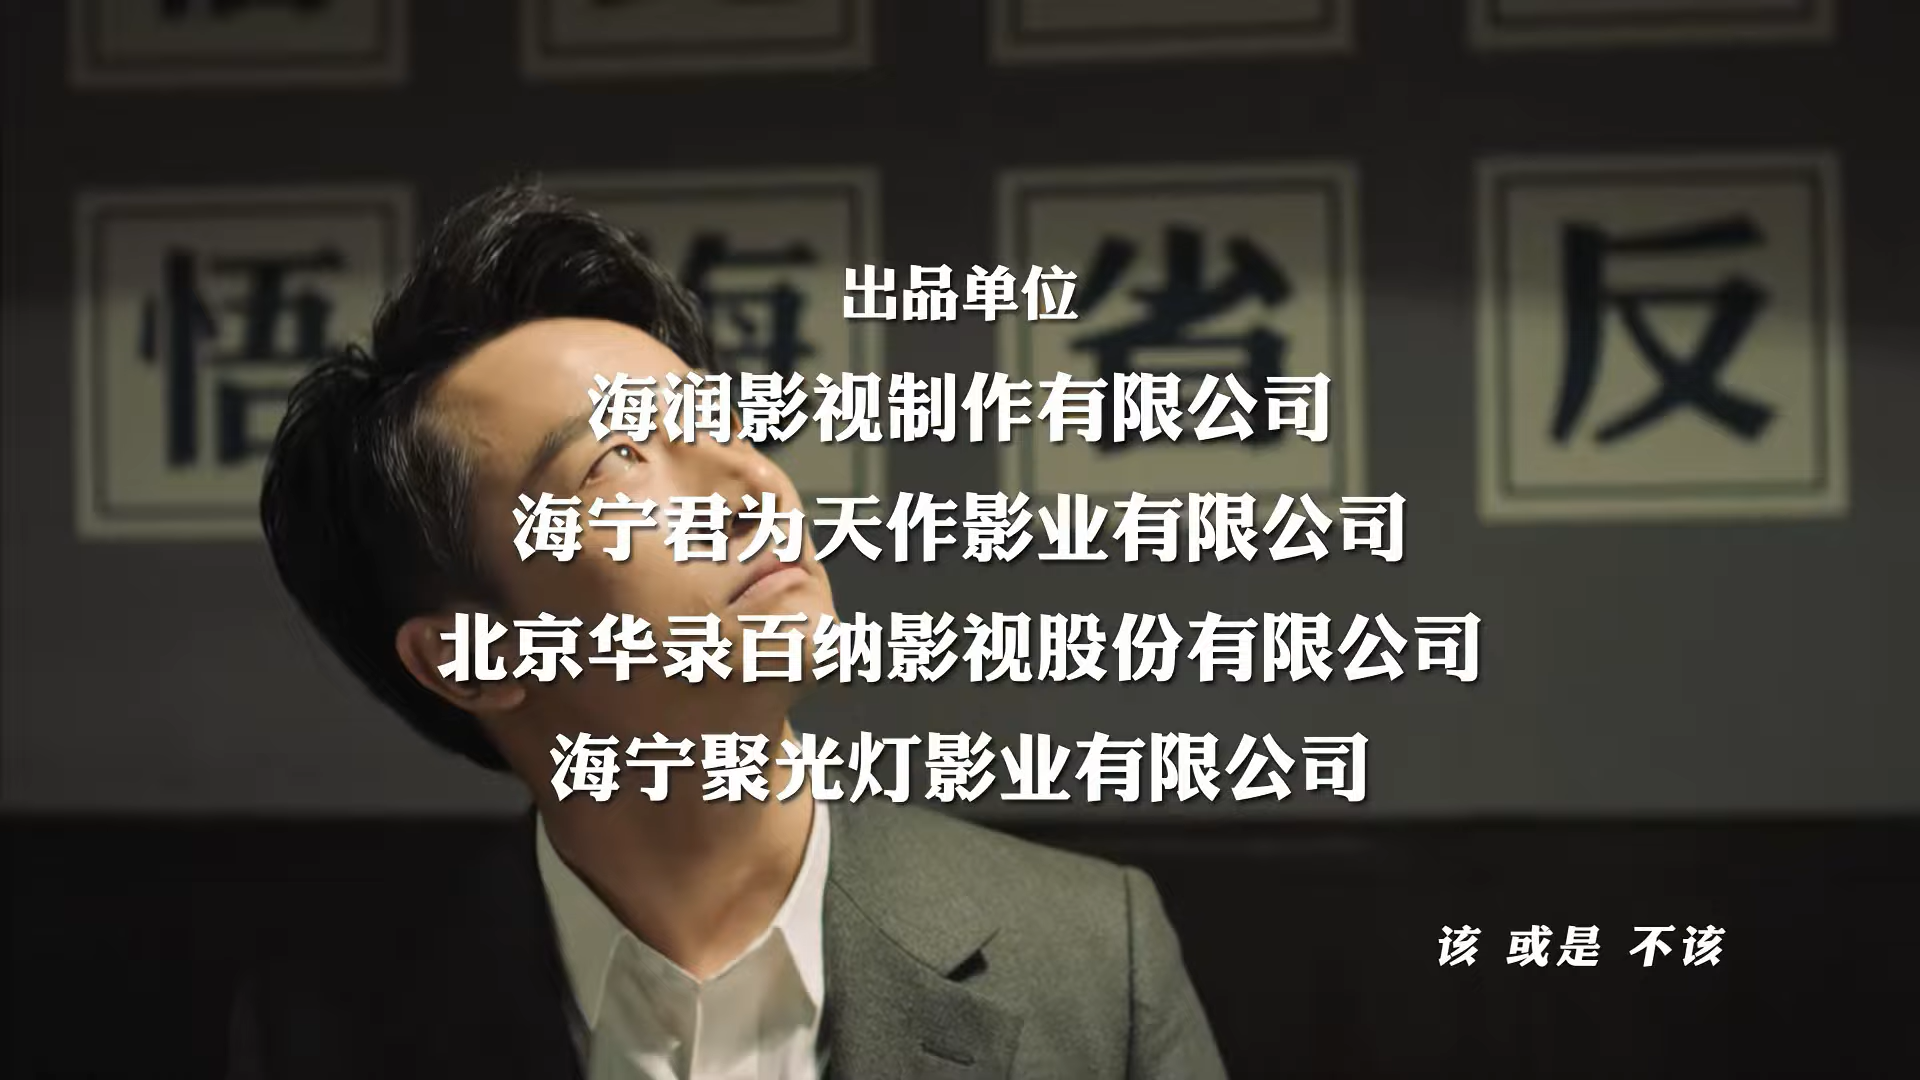 悟 海 省 反
出品单位
海润影视制作有限公司
海宁君为天作影业有限公司
北京华录百纳影视股份有限公司
海宁聚光灯影业有限公司
该 或是 不该